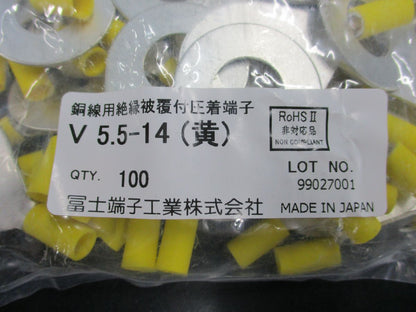 銅線用絶縁被覆付圧着端子
V 5.5-14(黄)
RoHSⅡ
非対応品
NON COMPLIANT
QTY. 100
LOT NO.
99027001
冨士端子工業株式会社
MADE IN JAPAN